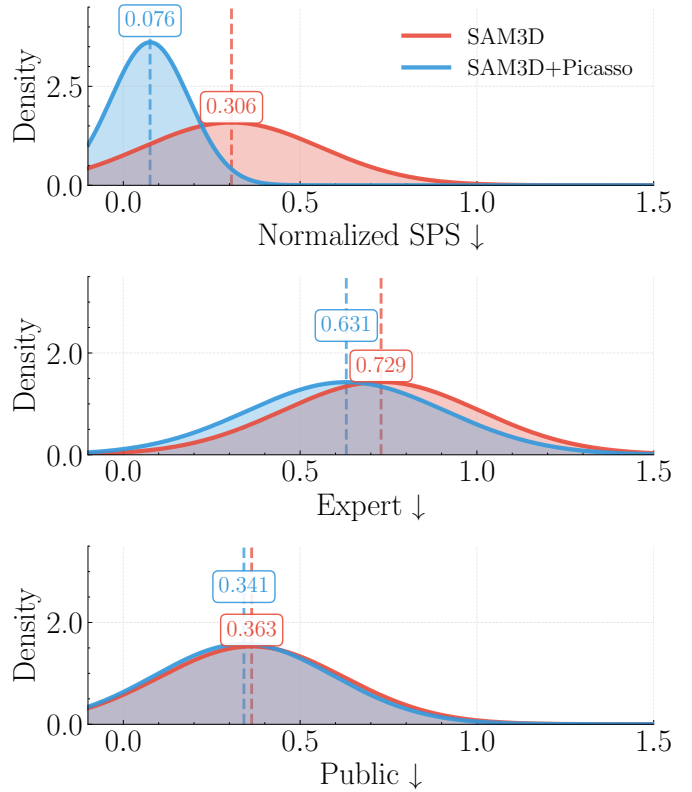 0.076
SAM3D
SAM3D+Picasso
0.306
Density
2.5
0.0
0.0 0.5 1.0 1.5
Normalized SPS ↓
0.631
0.729
Density
2.0
0.0
0.0 0.5 1.0 1.5
Expert ↓
0.341
0.363
Density
2.0
0.0
0.0 0.5 1.0 1.5
Public ↓